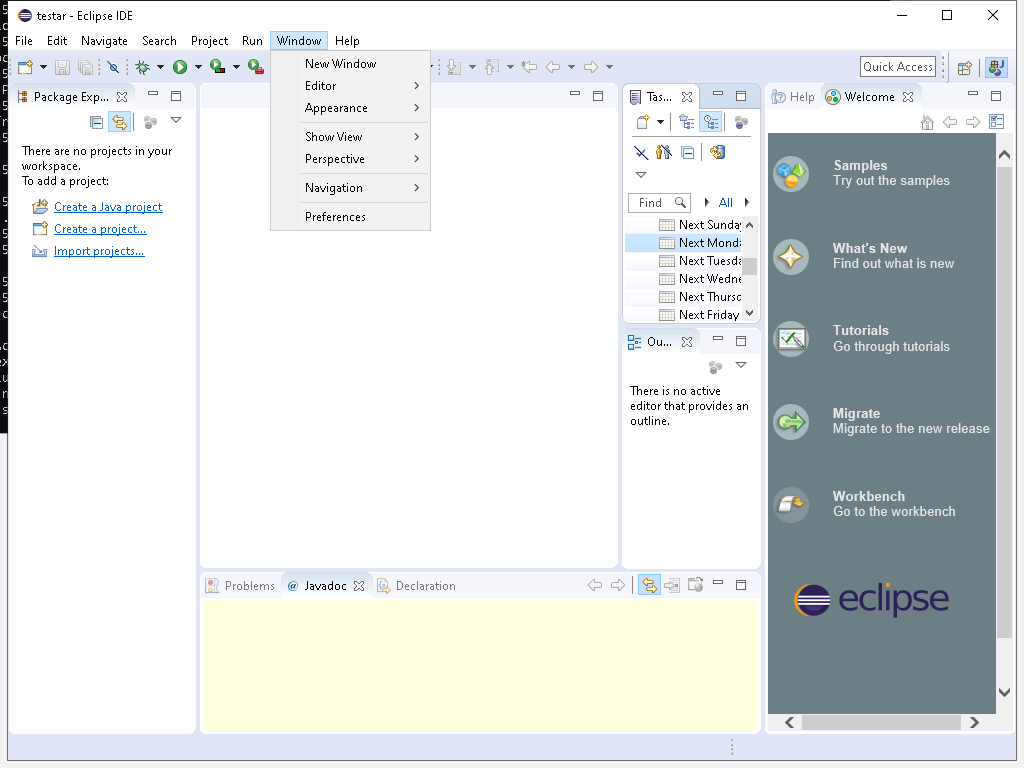 testar - Eclipse IDE
File Edit Navigate Search Project Run Window Help
Quick Access
New Window
Editor
Appearance
Show View
Perspective
Navigation
Preferences
Package Exp...
There are no projects in your
workspace.
To add a project:
Create a Java project
Create a project...
Import projects...
Tas...
Find
All
Next Sunday
Next Monda
Next Tuesda
Next Wedne
Next Thursd
Next Friday
Ou...
There is no active
editor that provides an
outline.
Help Welcome
Samples
Try out the samples
What's New
Find out what is new
Tutorials
Go through tutorials
Migrate
Migrate to the new release
Workbench
Go to the workbench
eclipse
Problems @ Javadoc Declaration